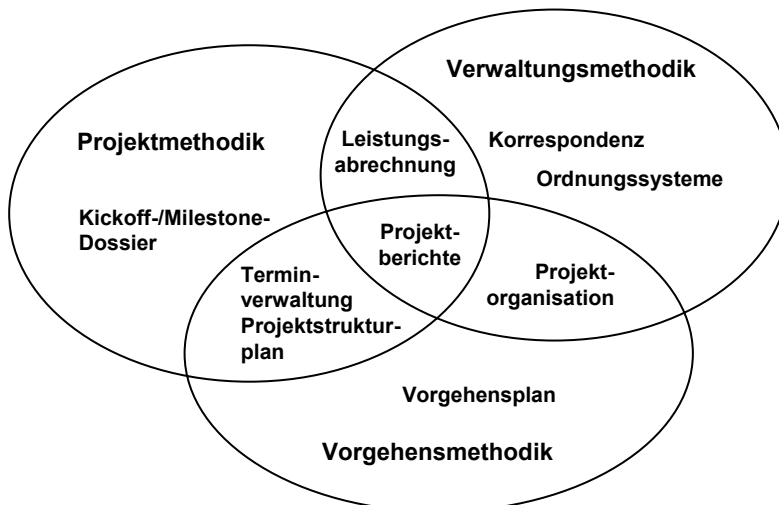 Verwaltungsmethodik
Projektmethodik
Leistungs-
abrechnung
Korrespondenz
Ordnungssysteme
Kickoff-/Milestone-
Dossier
Projekt-
berichte
Termin-
verwaltung
Projektstruktur-
plan
Projekt-
organisation
Vorgehensplan
Vorgehensmethodik